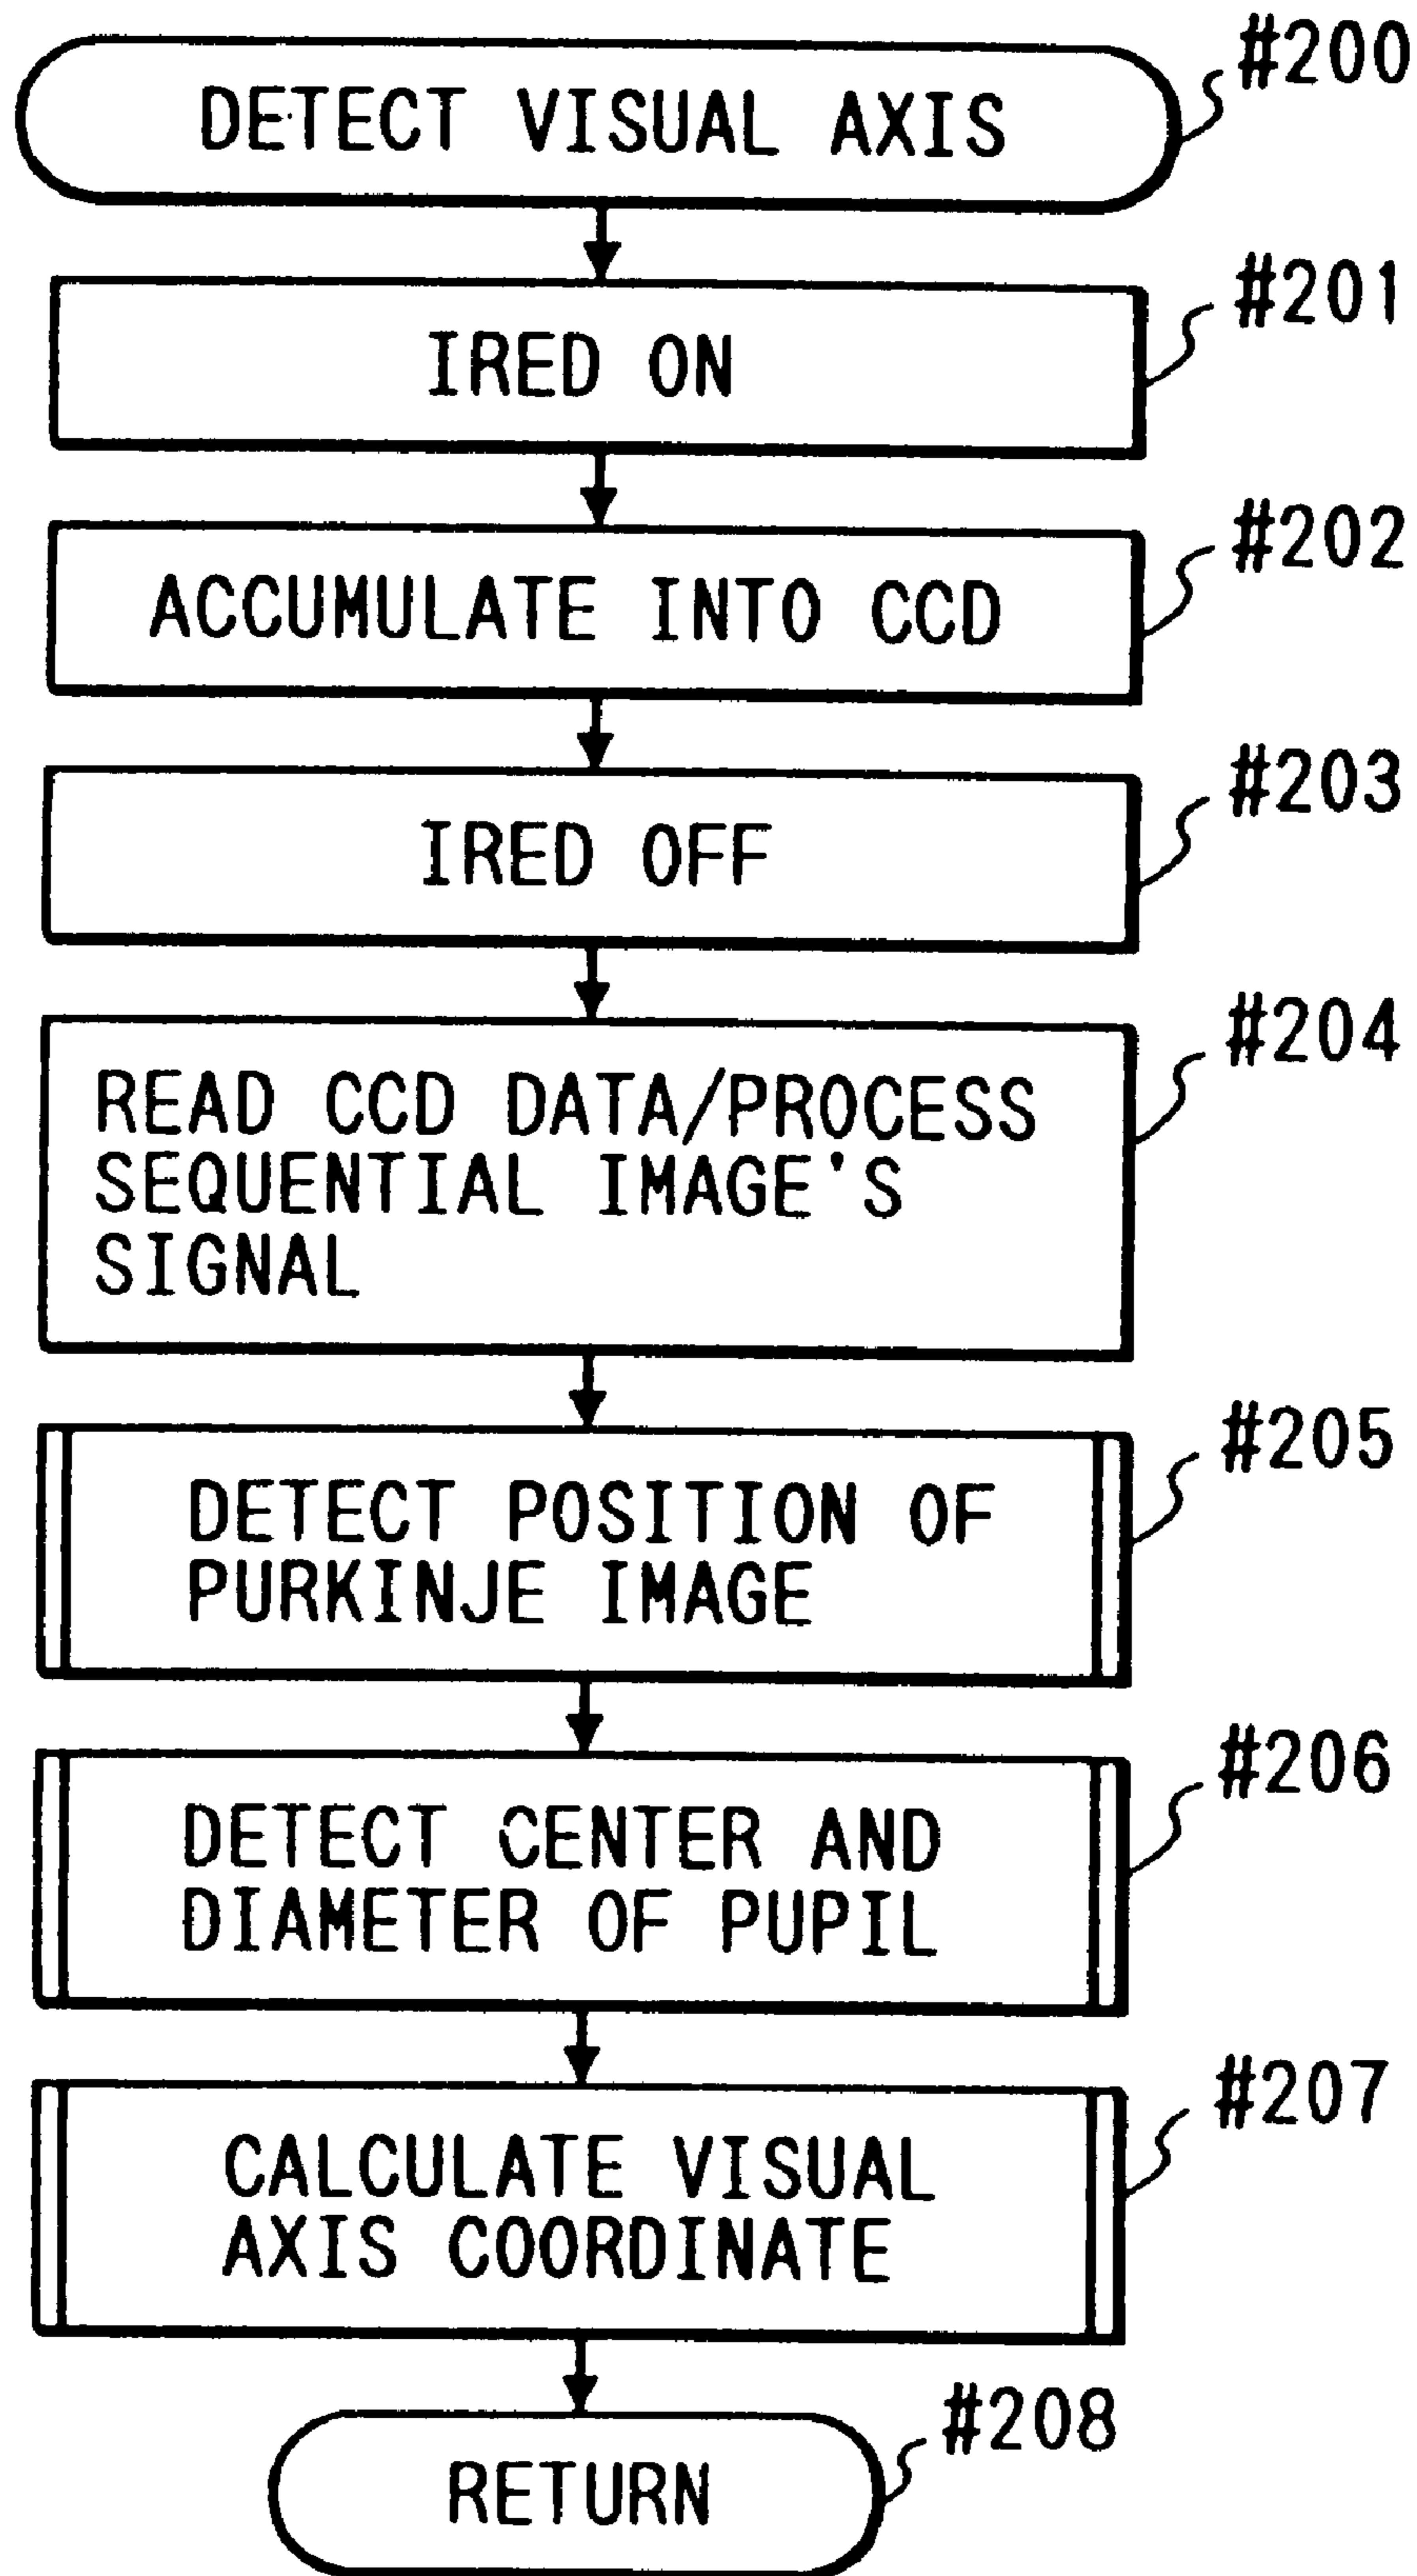 #200
DETECT VISUAL AXIS
#201
IRED ON
#202
ACCUMULATE INTO CCD
#203
IRED OFF
#204
READ CCD DATA/PROCESS
SEQUENTIAL IMAGE'S
SIGNAL
#205
DETECT POSITION OF
PURKINJE IMAGE
#206
DETECT CENTER AND
DIAMETER OF PUPIL
#207
CALCULATE VISUAL
AXIS COORDINATE
#208
RETURN